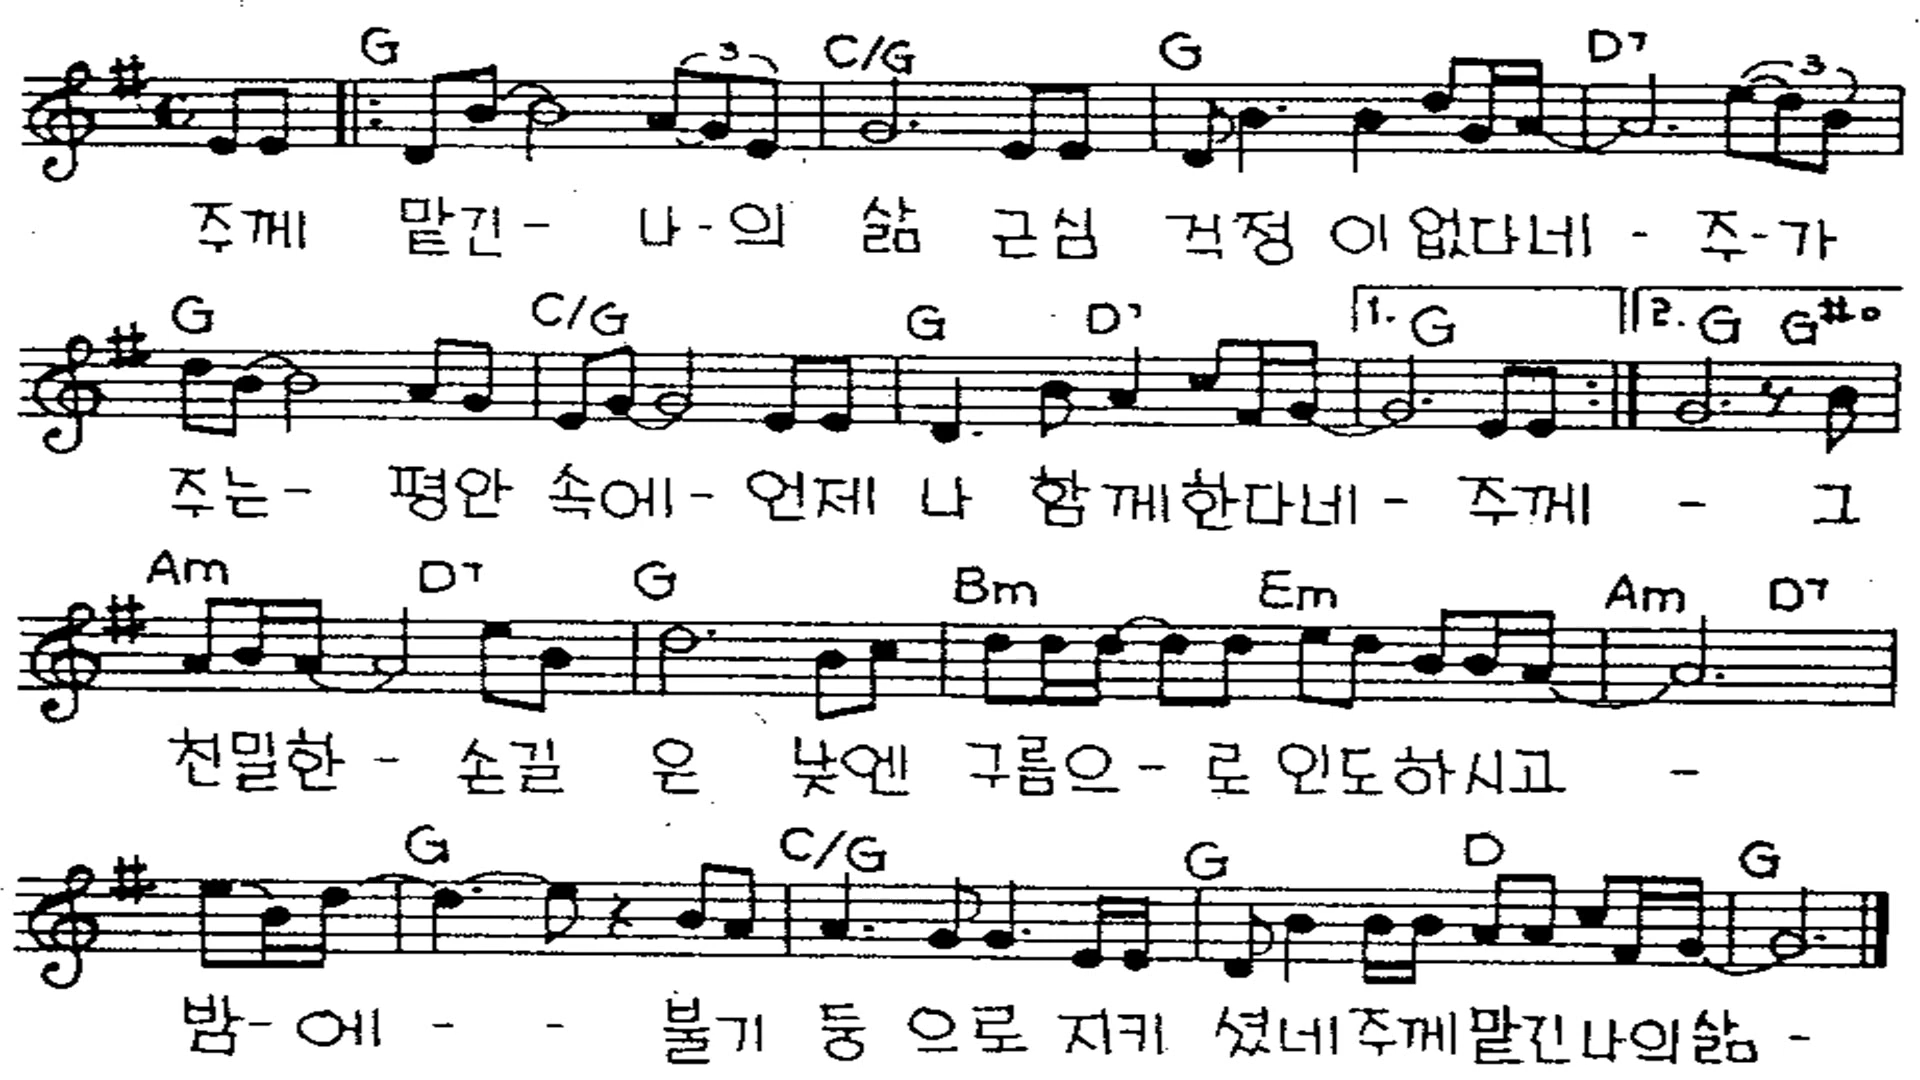 G C/G G D7
3 3
주께 맡긴- 나-의 삶 근심 걱정 이 없다네- 주-가
G C/G G D7 1. G 2. G G#o
주는- 평안 속에- 언제 나 함께한다네- 주께 - 그
Am D7 G Bm Em Am D7
친밀한- 손길 은 낮엔 구름으-로 인도하시고 -
G C/G G D G
밤-에 - - 불기 둥 으로 지키 셨네주께맡긴나의삶-